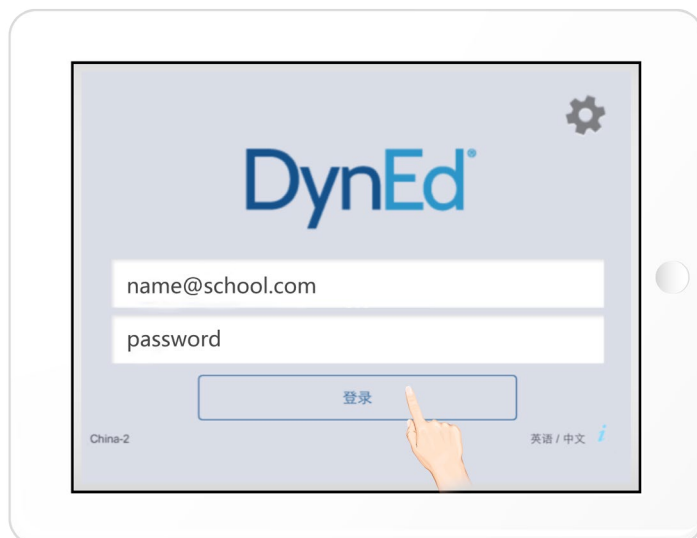 DynEd®
name@school.com
password
登录
China-2
英语 / 中文 i